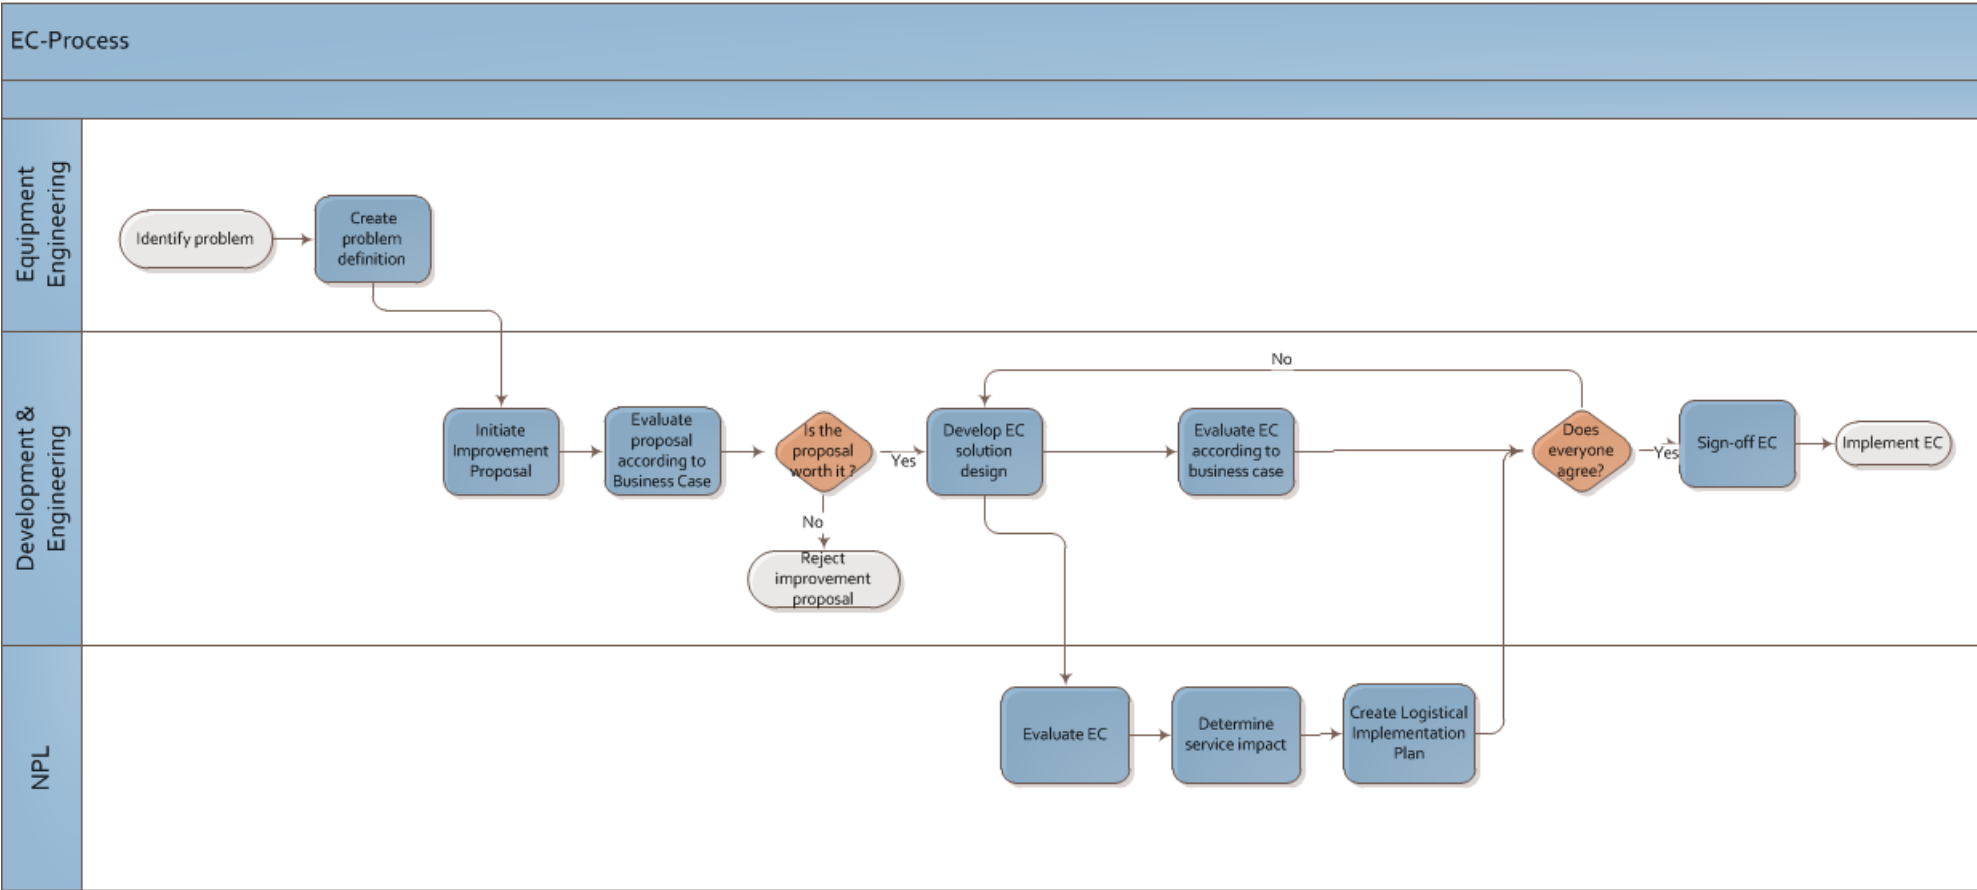 EC-Process
Equipment
Engineering
Identify problem
Create
problem
definition
Development &
Engineering
Initiate
Improvement
Proposal
Evaluate
proposal
according to
Business Case
Is the
proposal
worth it ?
Yes
No
Reject
improvement
proposal
Develop EC
solution
design
Evaluate EC
according to
business case
No
Does
everyone
agree?
Yes
Sign-off EC
Implement EC
NPL
Evaluate EC
Determine
service impact
Create Logistical
Implementation
Plan